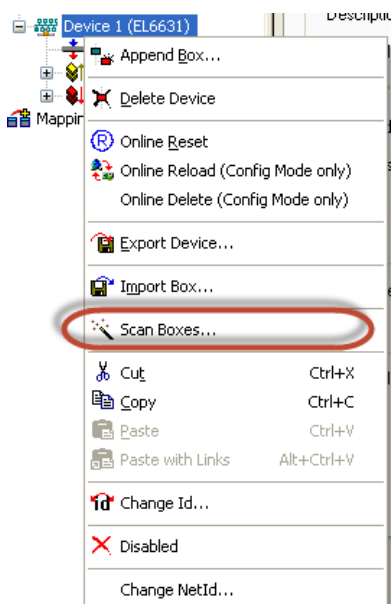 Descriptio
Device 1 (EL6631)
Append Box...
Delete Device
Mappin
Online Reset
Online Reload (Config Mode only)
Online Delete (Config Mode only)
Export Device...
Import Box...
Scan Boxes...
Cut Ctrl+X
Copy Ctrl+C
Paste Ctrl+V
Paste with Links Alt+Ctrl+V
Change Id...
Disabled
Change NetId...